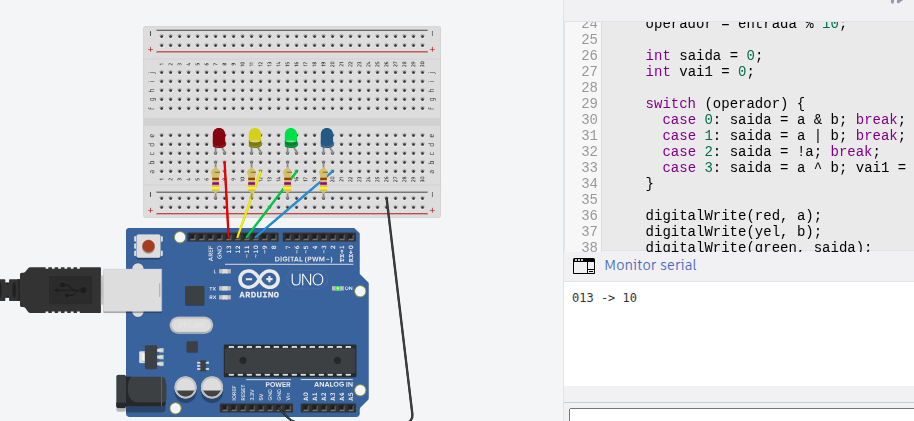 24 operador = entrada % 10;
25
26 int saida = 0;
27 int vai1 = 0;
28
29 switch (operador) {
30 case 0: saida = a & b; break;
31 case 1: saida = a | b; break;
32 case 2: saida = !a; break;
33 case 3: saida = a ^ b; vai1 =
34 }
35
36 digitalWrite(red, a);
37 digitalWrite(yel, b);
38 digitalWrite(green, saida);
Monitor serial
013 -> 10
AREF
GND
13
12
~11
~10
~9
8
7
~6
~5
4
~3
2
TX→1
RX←0
DIGITAL (PWM~)
L
TX
RX
ARDUINO
UNO
ON
POWER
ANALOG IN
IOREF
RESET
3.3V
5V
GND
GND
Vin
A0
A1
A2
A3
A4
A5